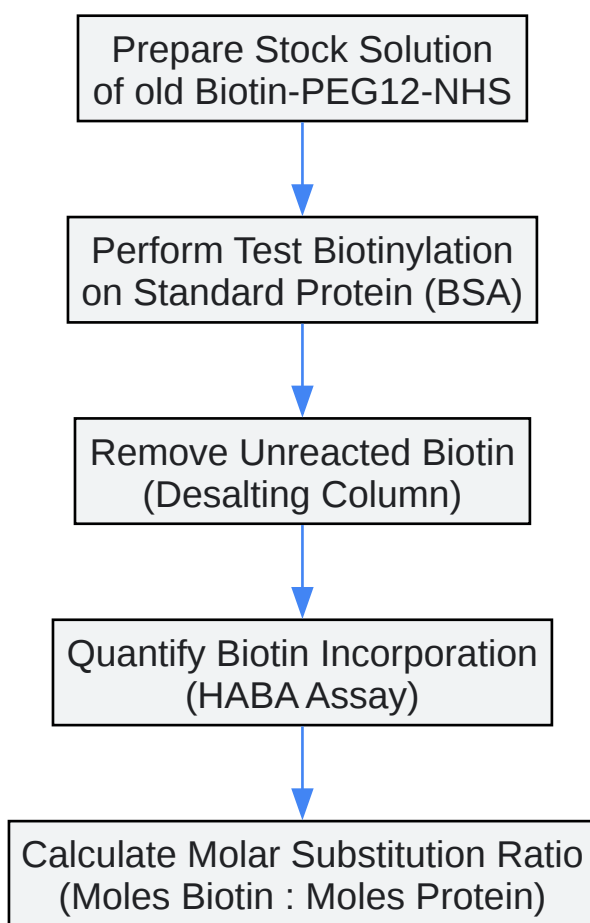 Prepare Stock Solution
of old Biotin-PEG12-NHS
Perform Test Biotinylation
on Standard Protein (BSA)
Remove Unreacted Biotin
(Desalting Column)
Quantify Biotin Incorporation
(HABA Assay)
Calculate Molar Substitution Ratio
(Moles Biotin : Moles Protein)